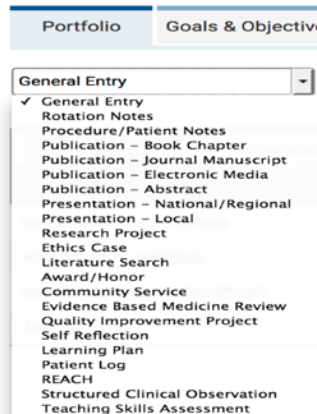 Portfolio
Goals & Objectiv
General Entry
✓ General Entry
Rotation Notes
Procedure/Patient Notes
Publication – Book Chapter
Publication – Journal Manuscript
Publication – Electronic Media
Publication – Abstract
Presentation – National/Regional
Presentation – Local
Research Project
Ethics Case
Literature Search
Award/Honor
Community Service
Evidence Based Medicine Review
Quality Improvement Project
Self Reflection
Learning Plan
Patient Log
REACH
Structured Clinical Observation
Teaching Skills Assessment